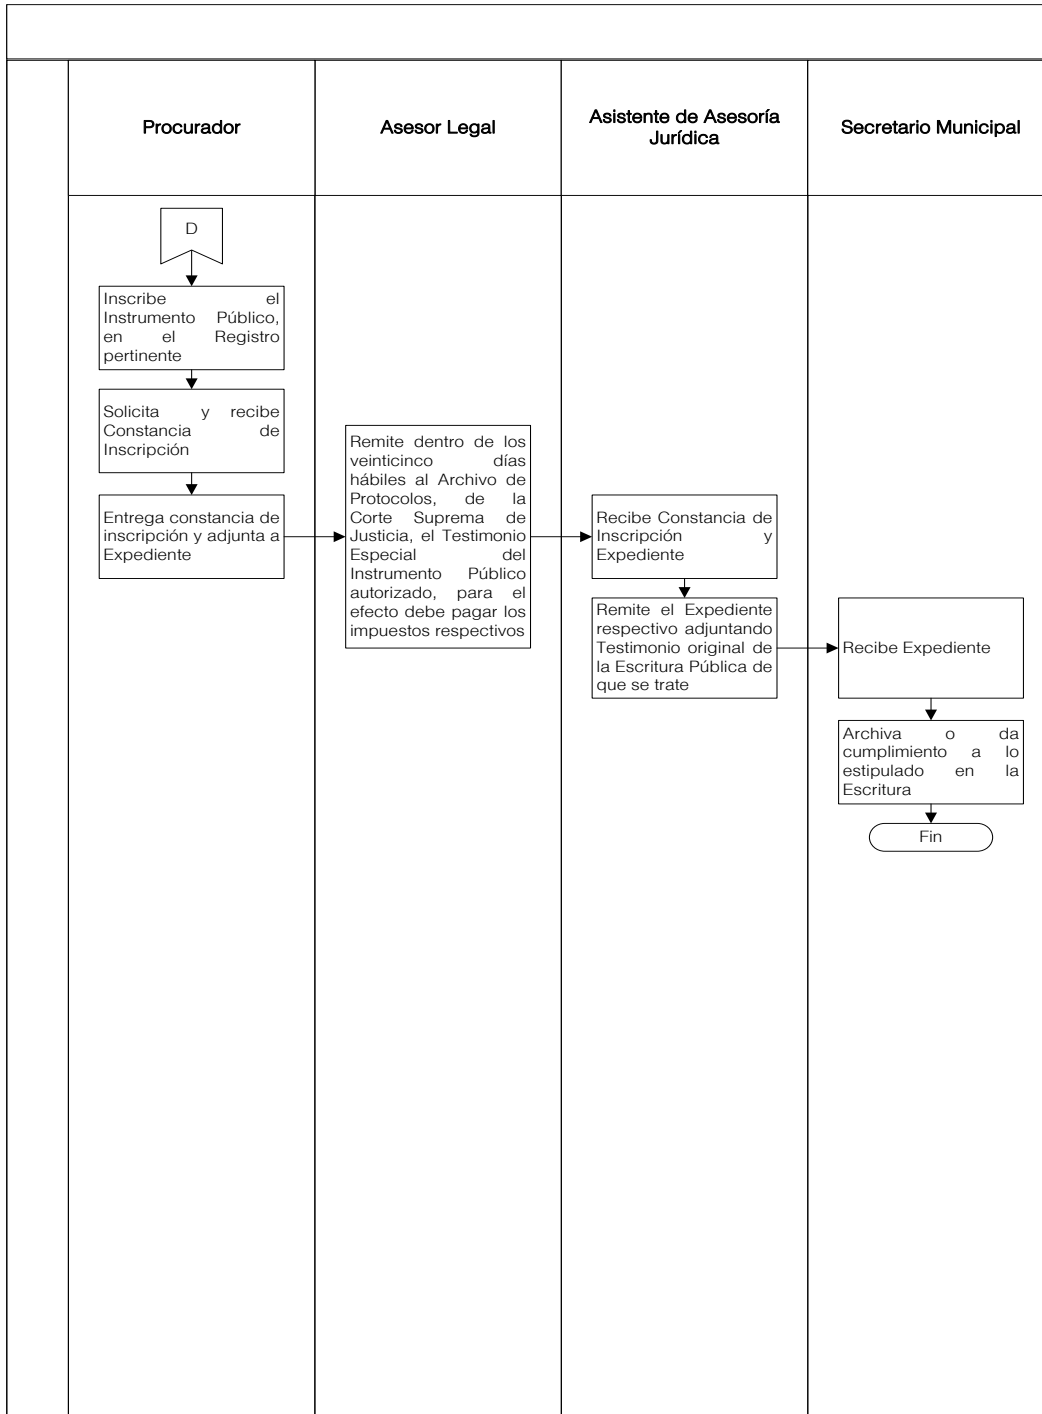 Procurador
Asesor Legal
Asistente de Asesoría
Jurídica
Secretario Municipal
D
Inscribe el
Instrumento Público,
en el Registro
pertinente
Solicita y recibe
Constancia de
Inscripción
Entrega constancia de
inscripción y adjunta a
Expediente
Remite dentro de los
veinticinco días
hábiles al Archivo de
Protocolos, de la
Corte Suprema de
Justicia, el Testimonio
Especial del
Instrumento Público
autorizado, para el
efecto debe pagar los
impuestos respectivos
Recibe Constancia de
Inscripción y
Expediente
Remite el Expediente
respectivo adjuntando
Testimonio original de
la Escritura Pública de
que se trate
Recibe Expediente
Archiva o da
cumplimiento a lo
estipulado en la
Escritura
Fin